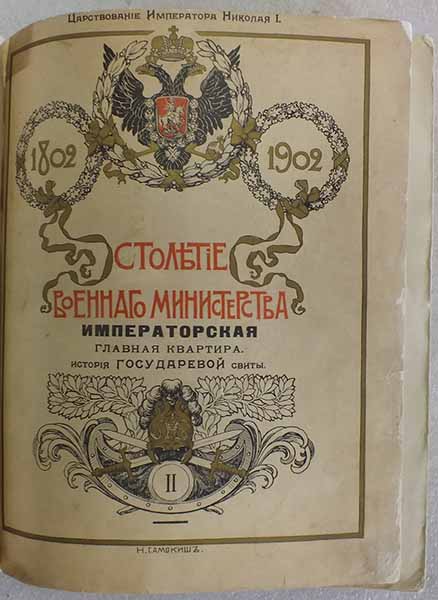 Царствованіе Императора Николая I.
1802 1902
СТОЛѢТІЕ
ВОЕННАГО МИНИСТЕРСТВА
ИМПЕРАТОРСКАЯ
ГЛАВНАЯ КВАРТИРА.
ИСТОРІЯ ГОСУДАРЕВОЙ СВИТЫ.
II
Н. САМОКИШЪ.